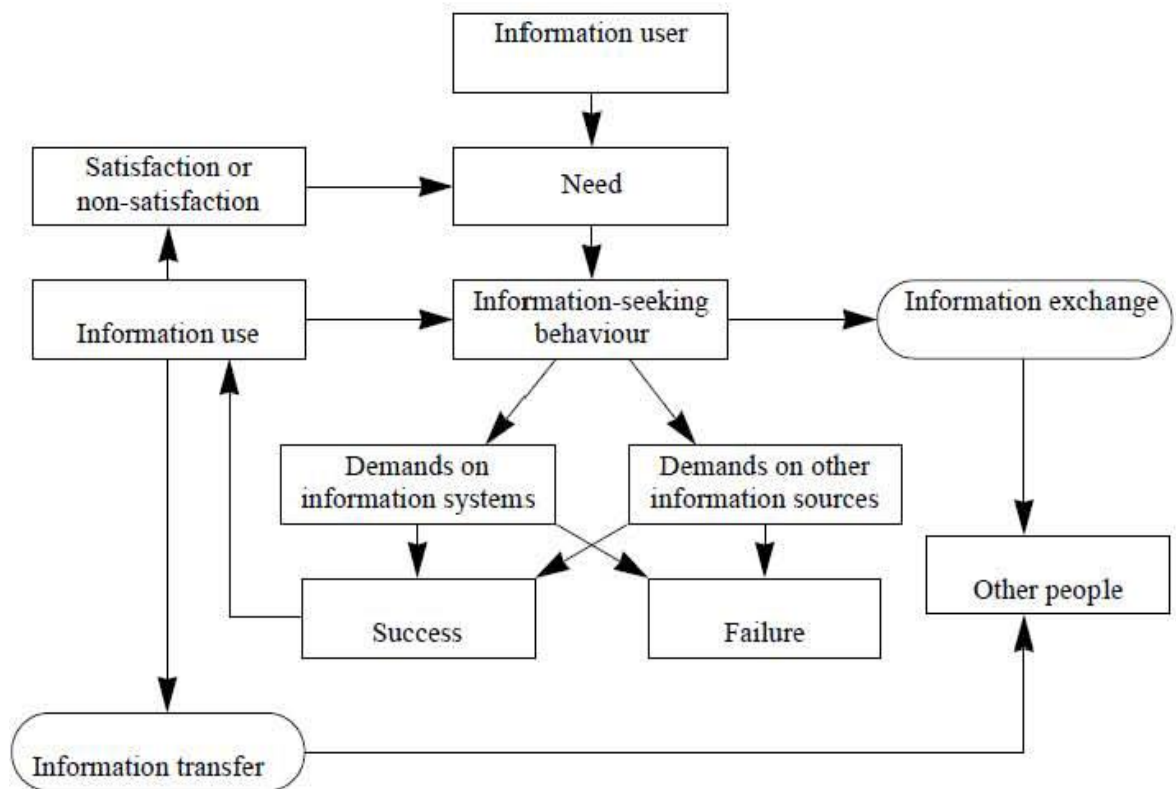 Information user
Satisfaction or
non-satisfaction
Need
Information use
Information-seeking
behaviour
Information exchange
Demands on
information systems
Demands on other
information sources
Success
Failure
Other people
Information transfer